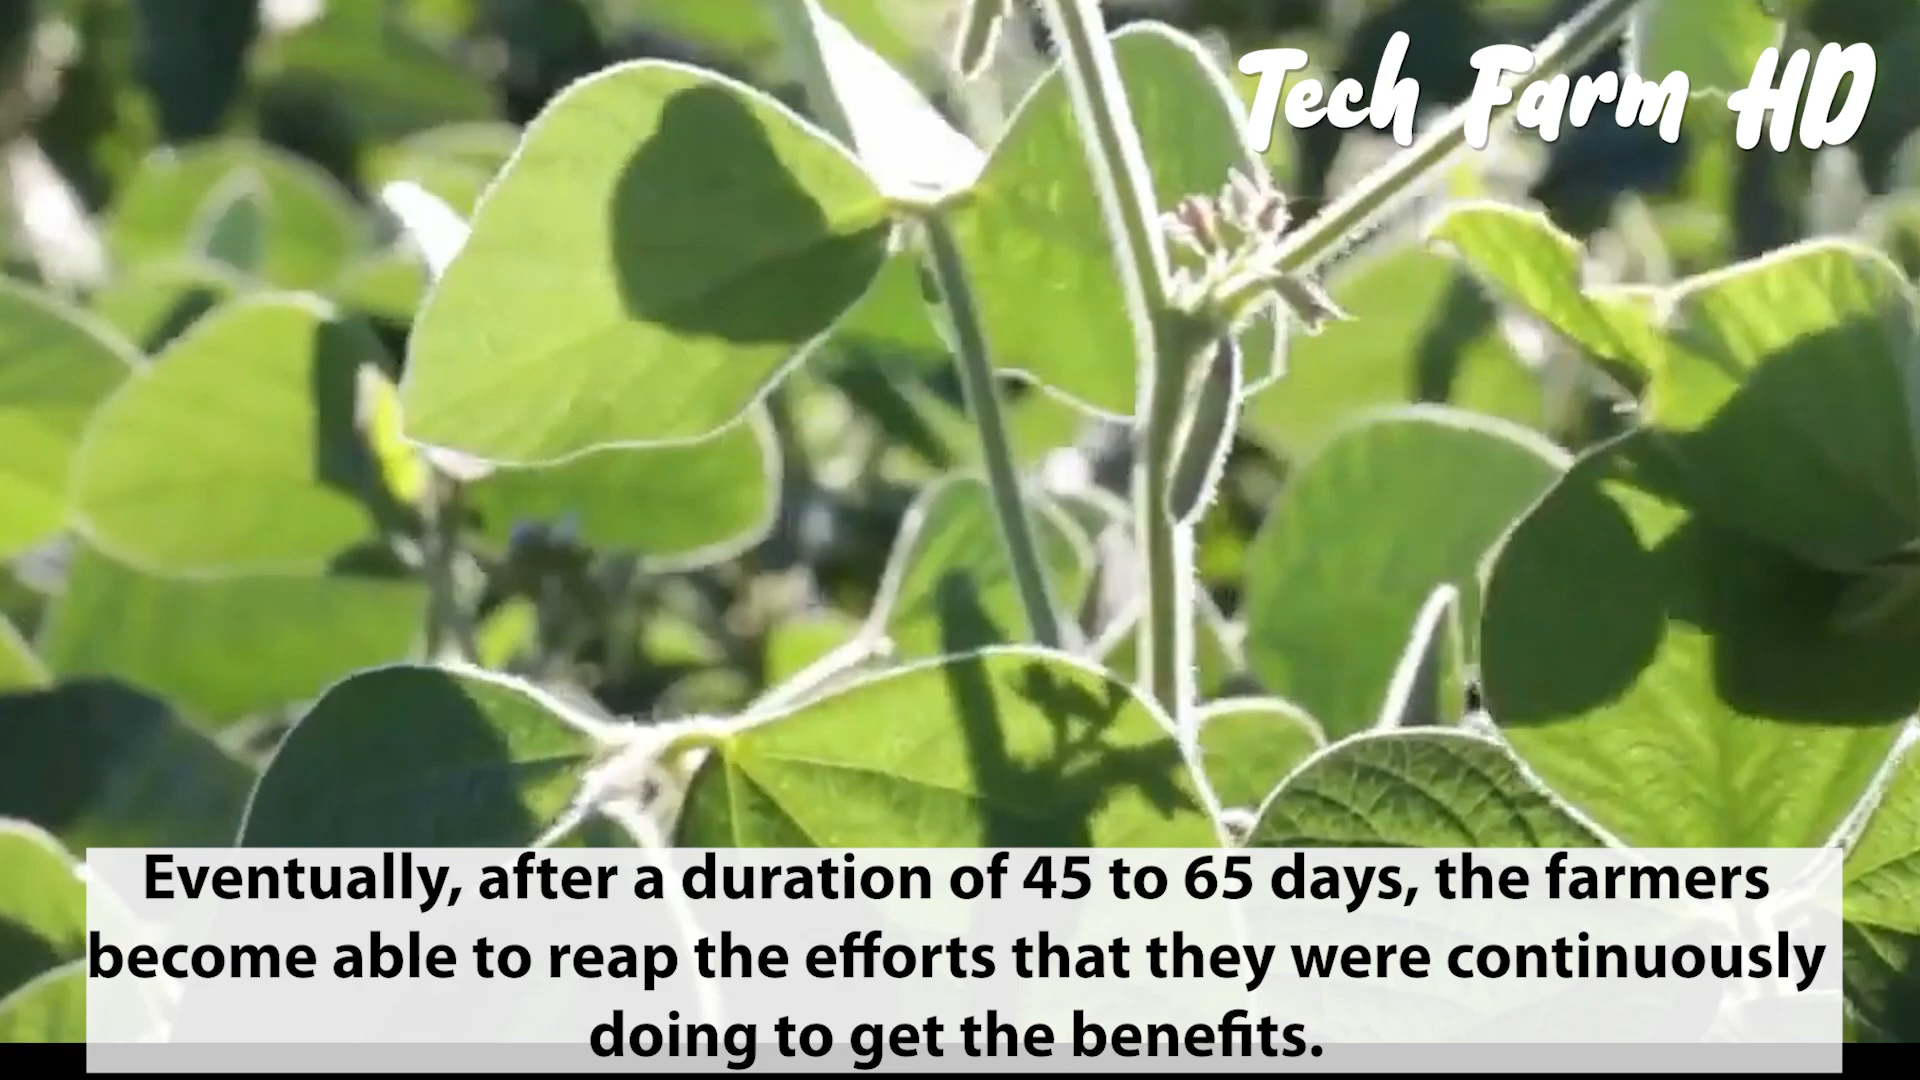 Tech Farm HD
Eventually, after a duration of 45 to 65 days, the farmers
become able to reap the efforts that they were continuously
doing to get the benefits.